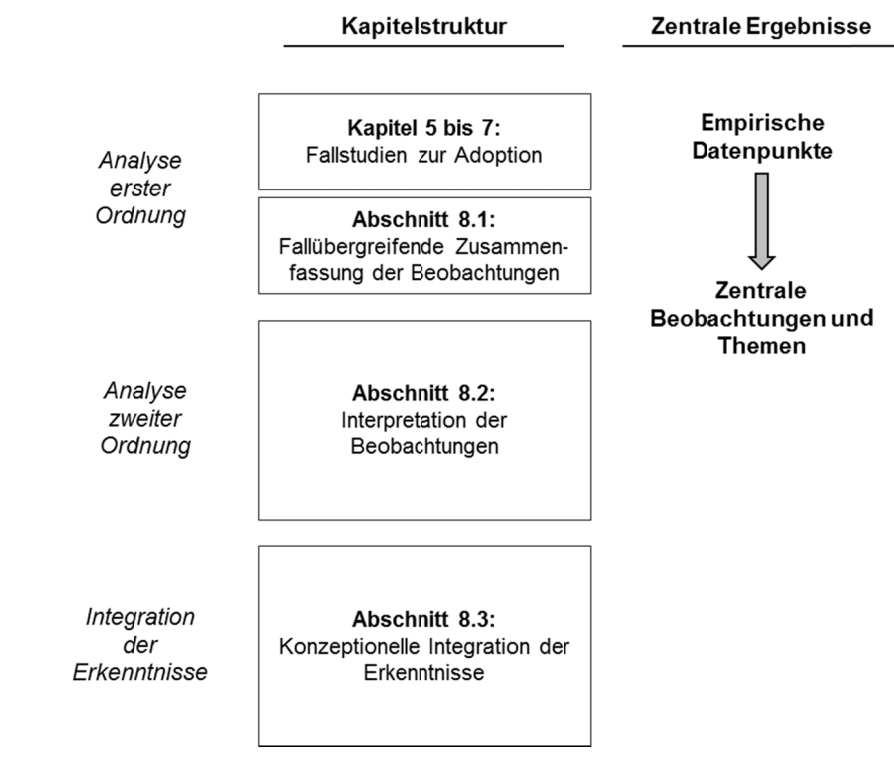 Kapitelstruktur
Zentrale Ergebnisse
Analyse
erster
Ordnung
Kapitel 5 bis 7:
Fallstudien zur Adoption
Abschnitt 8.1:
Fallübergreifende Zusammen-
fassung der Beobachtungen
Empirische
Datenpunkte
Zentrale
Beobachtungen und
Themen
Analyse
zweiter
Ordnung
Abschnitt 8.2:
Interpretation der
Beobachtungen
Integration
der
Erkenntnisse
Abschnitt 8.3:
Konzeptionelle Integration der
Erkenntnisse